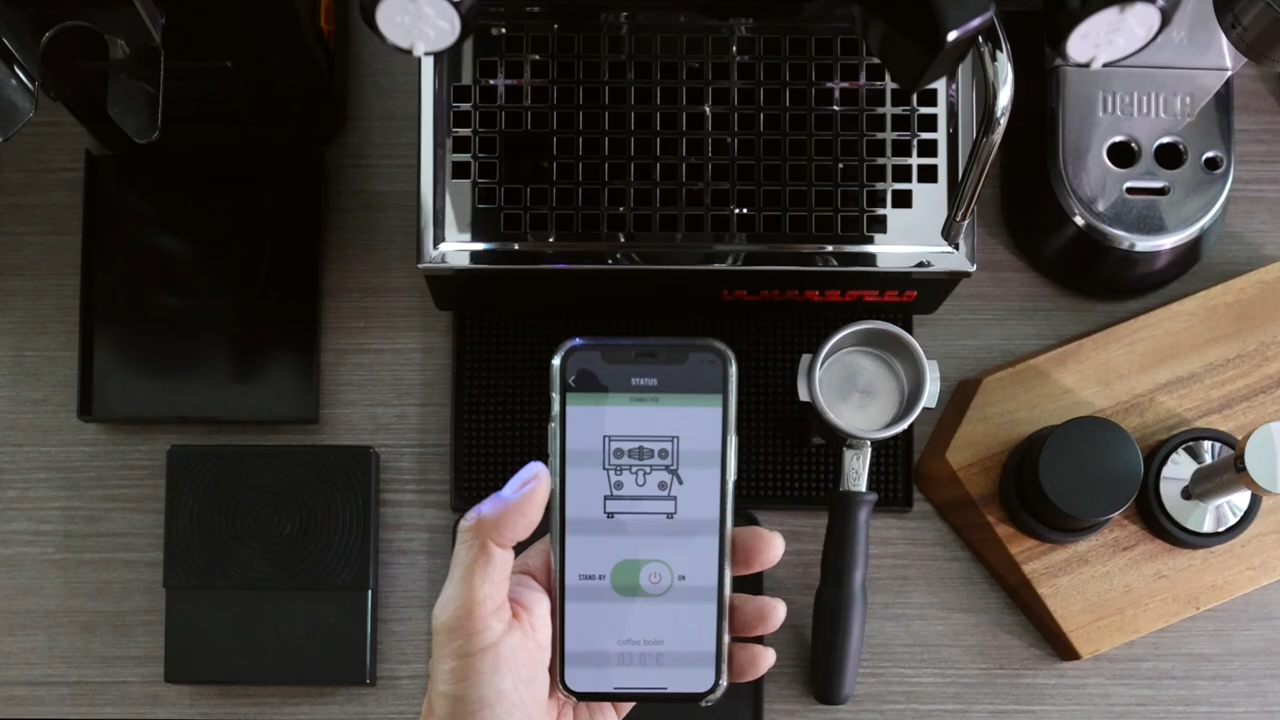 DEDICA
STATUS
CONNECTED
STAND-BY
ON
coffee boiler
93.0°C